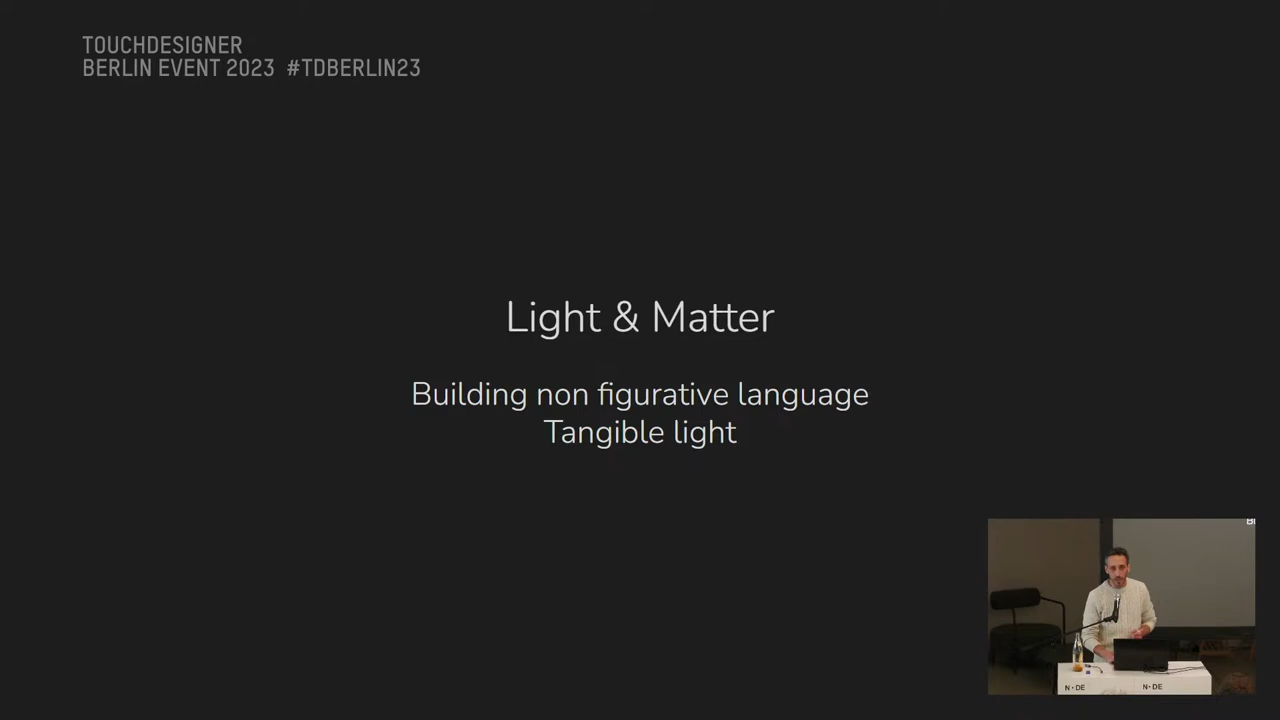 TOUCHDESIGNER
BERLIN EVENT 2023 #TDBERLIN23
Light & Matter
Building non figurative language
Tangible light
N·DE
N·DE